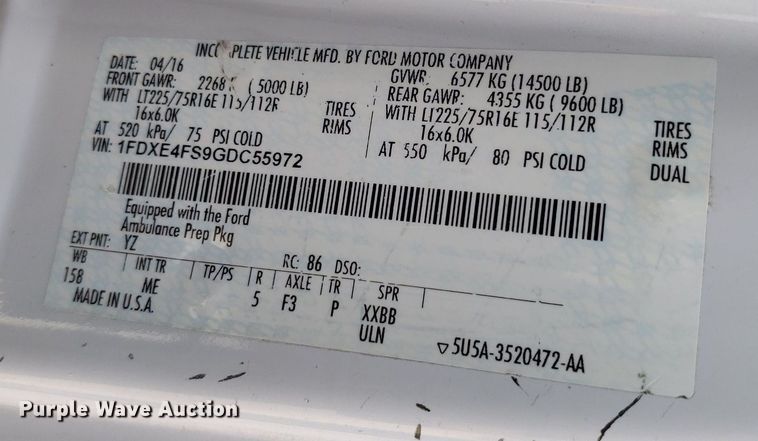 INCOMPLETE VEHICLE MFD. BY FORD MOTOR COMPANY
DATE: 04/16 GVWR: 6577 KG (14500 LB)
FRONT GAWR: 2268 K ( 5000 LB) REAR GAWR: 4355 KG ( 9600 LB)
WITH LT225/75R16E 115/112R TIRES WITH LT225/75R16E 115/112R TIRES
16x6.0K RIMS 16x6.0K RIMS
AT 520 kPa/ 75 PSI COLD AT 550 kPa/ 80 PSI COLD DUAL
VIN: 1FDXE4FS9GDC55972
Equipped with the Ford
Ambulance Prep Pkg
EXT PNT: YZ RC: 86 DSO:
WB INT TR TP/PS R AXLE TR SPR
158 ME 5 F3 P XXBB
MADE IN U.S.A. ULN
▽5U5A-3520472-AA
Purple Wave Auction